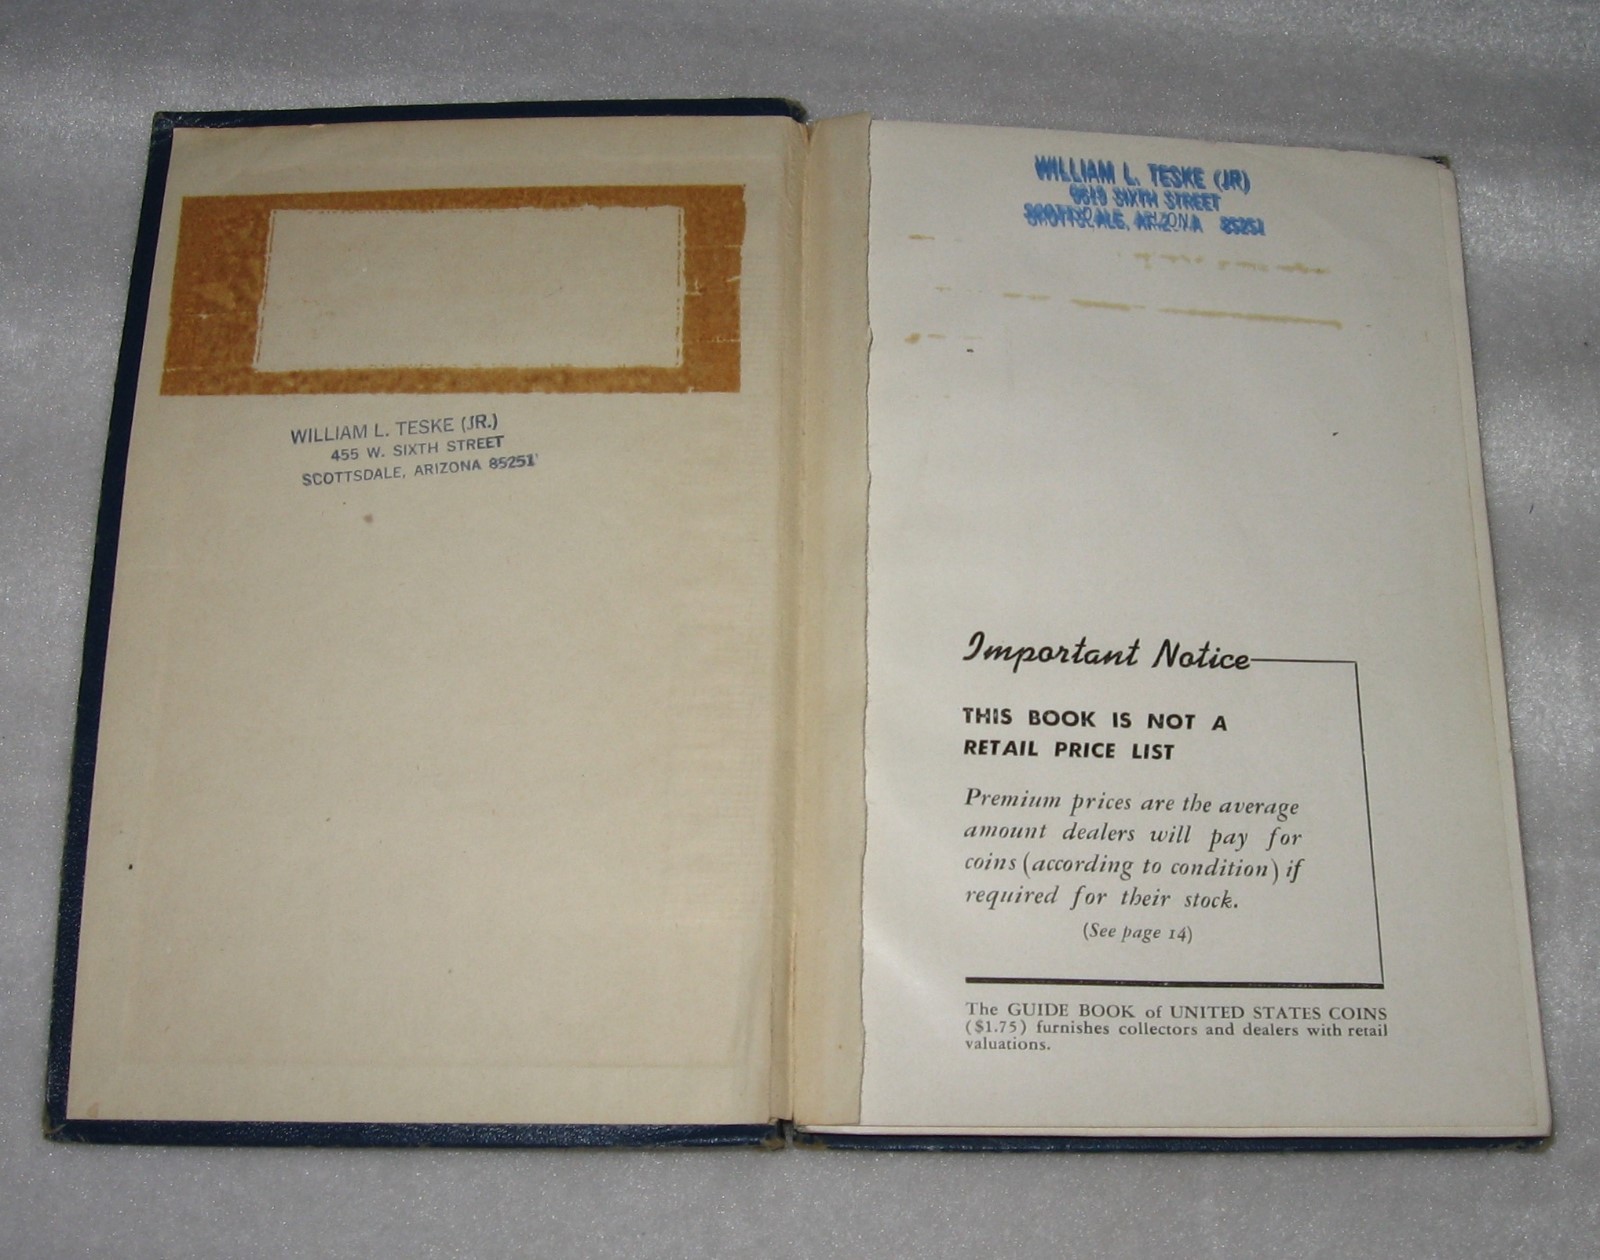 WILLIAM L. TESKE (JR.)
455 W. SIXTH STREET
SCOTTSDALE, ARIZONA 85251
WILLIAM L. TESKE (JR)
SIXTH STREET
85251
Important Notice
THIS BOOK IS NOT A
RETAIL PRICE LIST
Premium prices are the average
amount dealers will pay for
coins (according to condition) if
required for their stock.
(See page 14)
The GUIDE BOOK of UNITED STATES COINS
($1.75) furnishes collectors and dealers with retail
valuations.